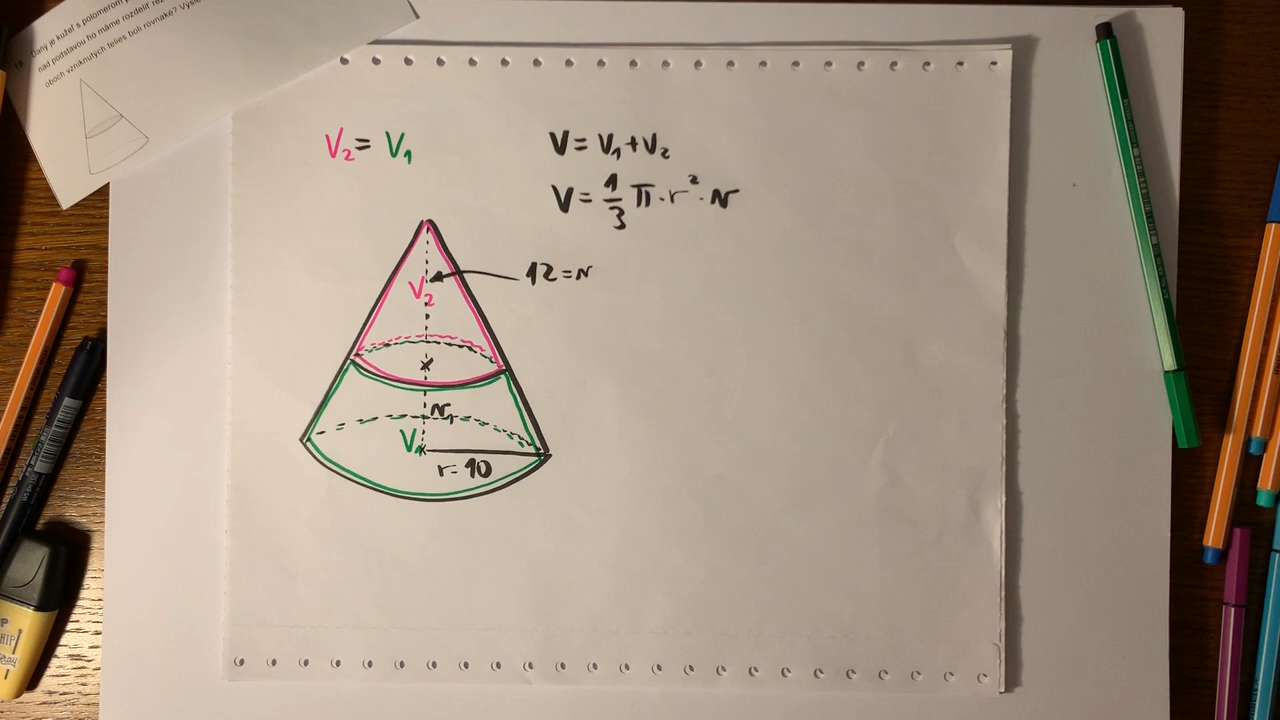 Daný je kužeľ s polomerom
nad podstavou ho máme rozdeliť
oboch vzniknutých telies boli rovnaké?
V₂ = V₁
V = V₁ + V₂
V = 1/3 π · r² · v
12 = v
V₂
x
v₁
V₁
r = 10